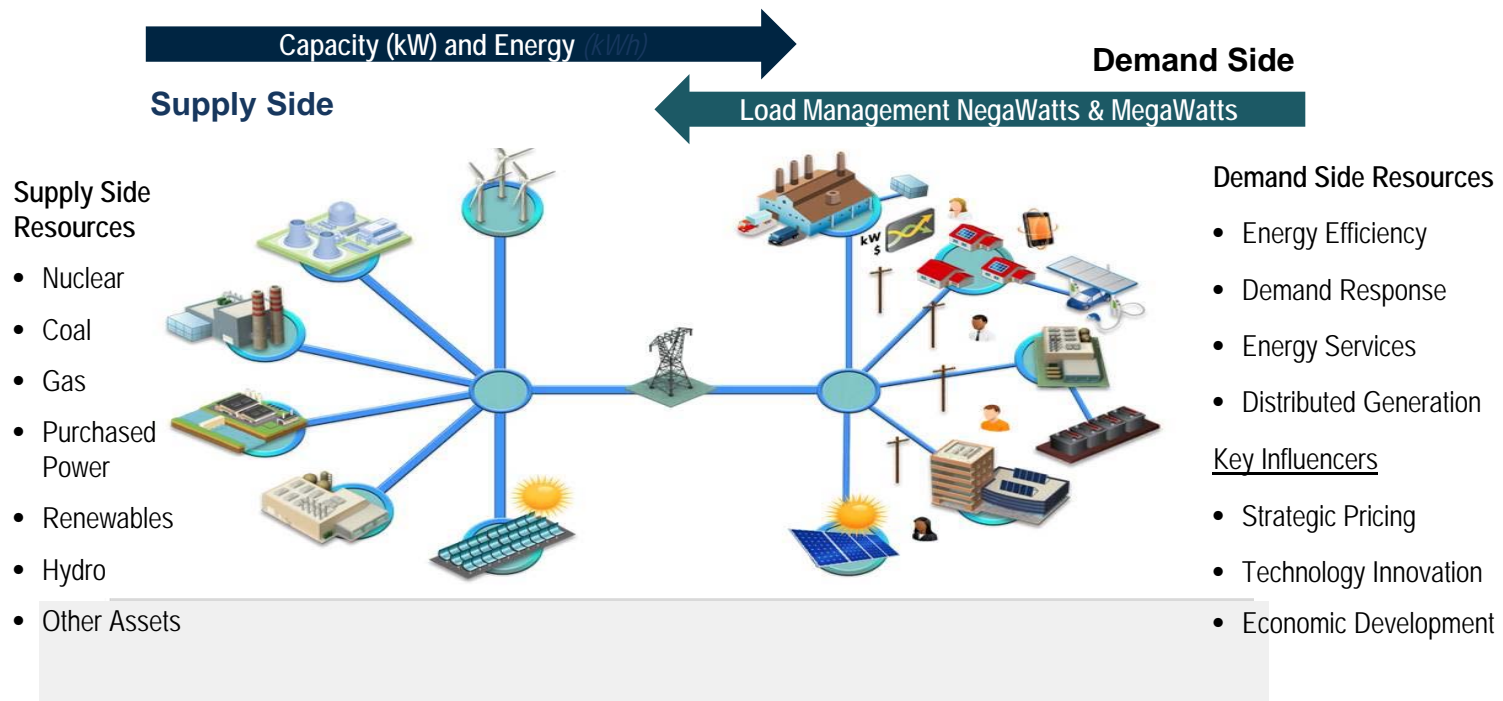 Capacity (kW) and Energy (kWh)
Demand Side
Supply Side
Load Management NegaWatts & MegaWatts
Supply Side
Resources
• Nuclear
• Coal
• Gas
• Purchased
Power
• Renewables
• Hydro
• Other Assets
kW
$
Demand Side Resources
• Energy Efficiency
• Demand Response
• Energy Services
• Distributed Generation
Key Influencers
• Strategic Pricing
• Technology Innovation
• Economic Development